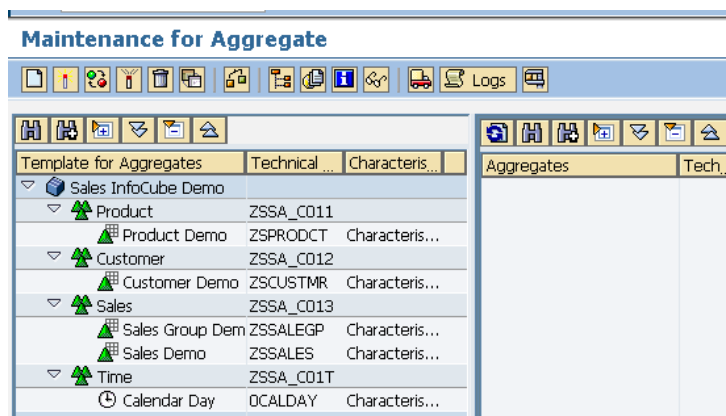 Maintenance for Aggregate
Logs
Template for Aggregates Technical ... Characteris...
Sales InfoCube Demo
Product ZSSA_C011
Product Demo ZSPRODCT Characteris...
Customer ZSSA_C012
Customer Demo ZSCUSTMR Characteris...
Sales ZSSA_C013
Sales Group Dem ZSSALEGP Characteris...
Sales Demo ZSSALES Characteris...
Time ZSSA_C01T
Calendar Day 0CALDAY Characteris...
Aggregates Tech...